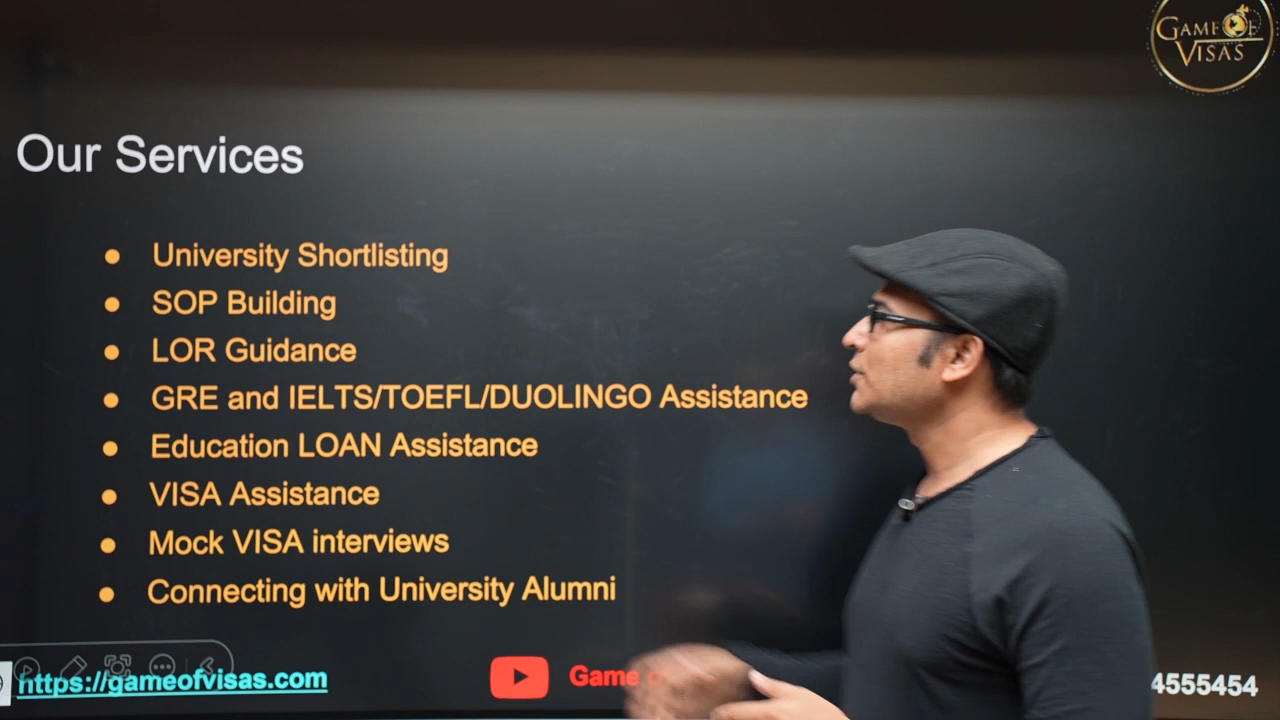 GAME OF
VISAS
Our Services
University Shortlisting
SOP Building
LOR Guidance
GRE and IELTS/TOEFL/DUOLINGO Assistance
Education LOAN Assistance
VISA Assistance
Mock VISA interviews
Connecting with University Alumni
https://gameofvisas.com
Game
4555454